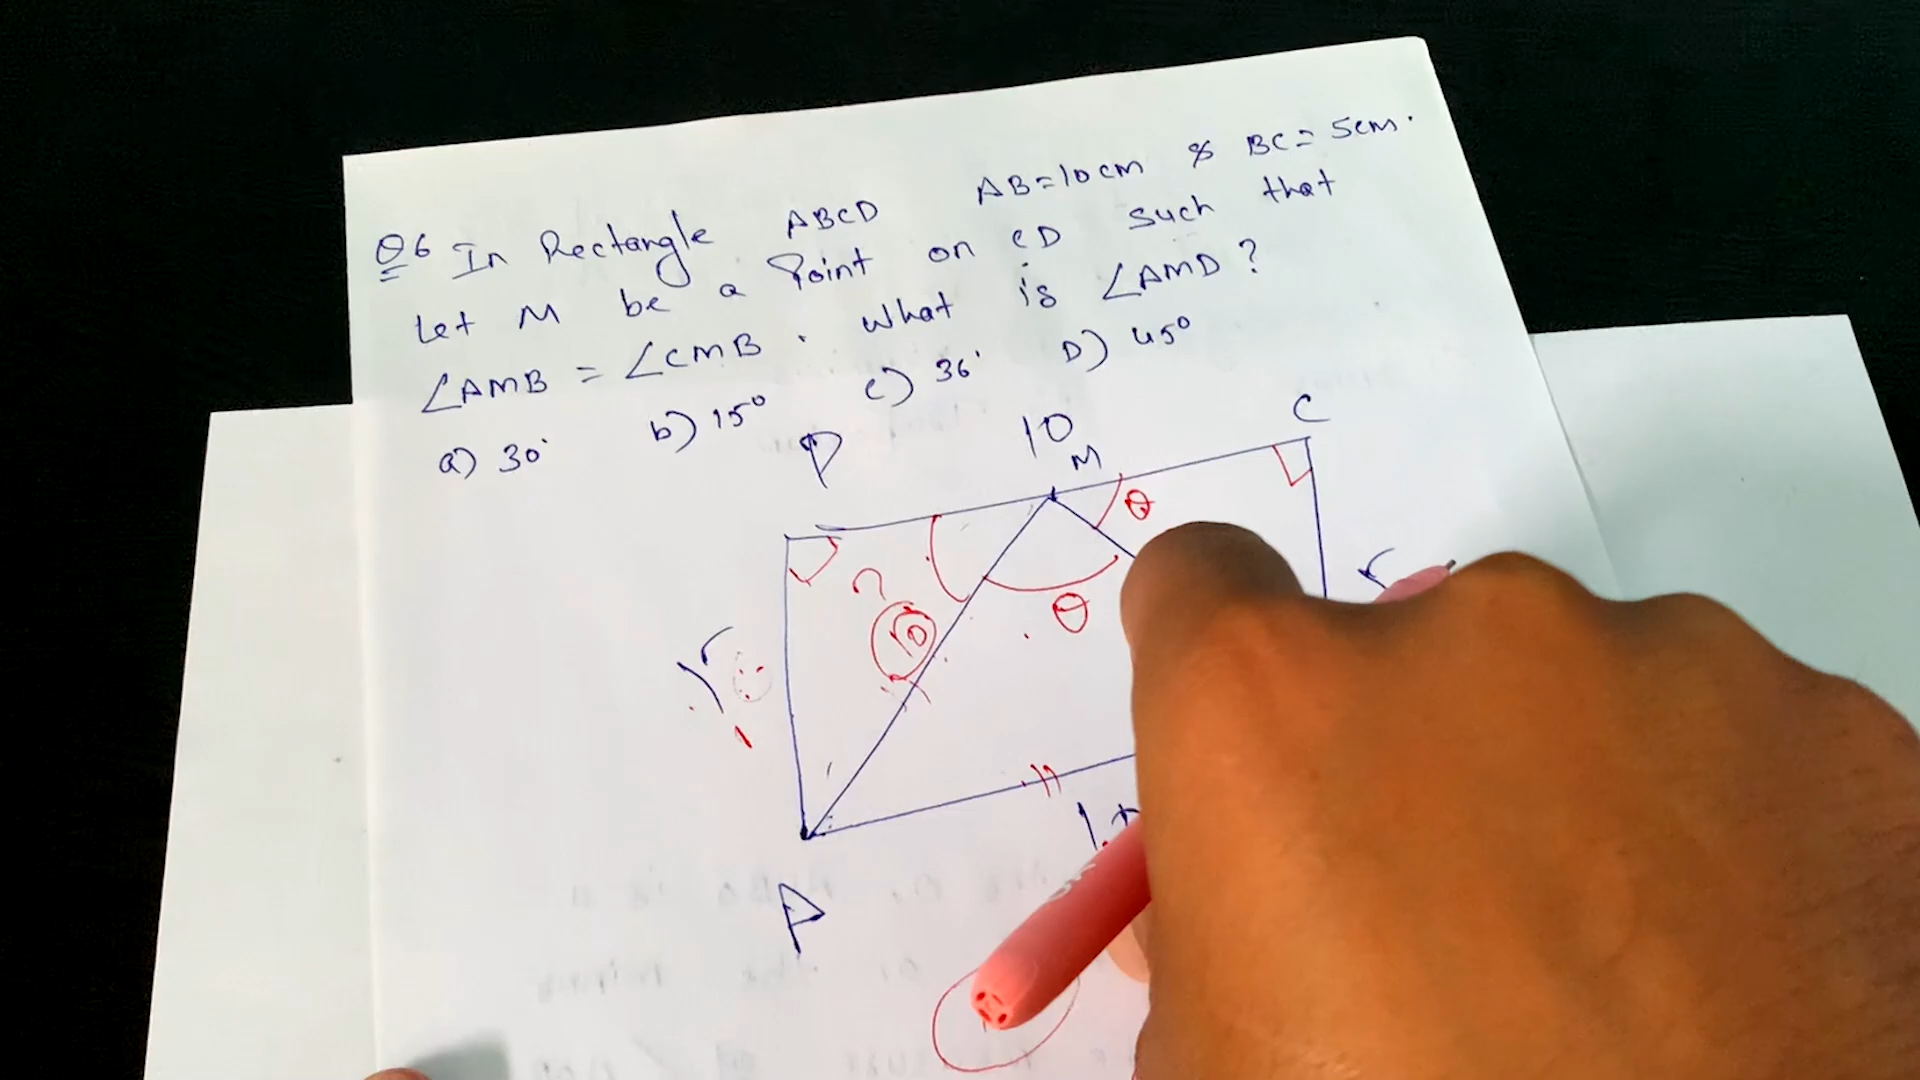 Q6 In Rectangle ABCD AB=10cm & BC=5cm.
Let M be a Point on CD Such that
∠AMB = ∠CMB. What is ∠AMD?
a) 30° b) 15° c) 36° D) 45°
D 10 C
M
θ
?
θ
10
A